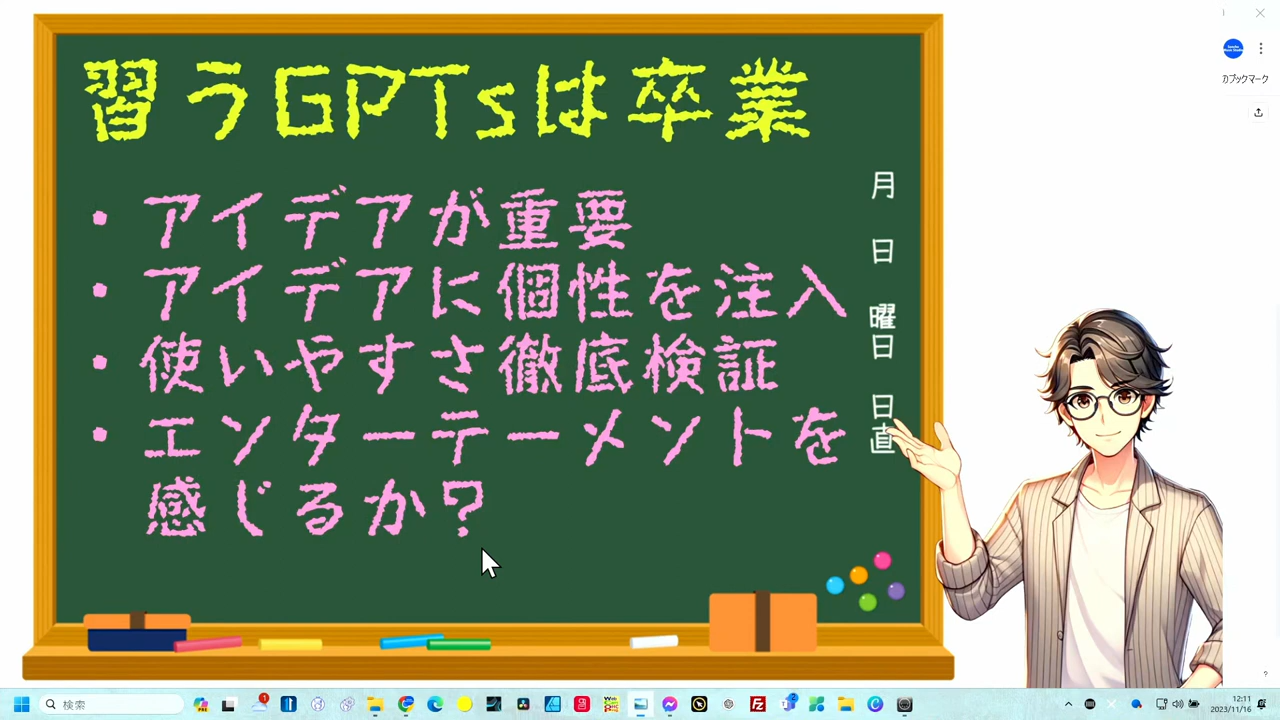 習うGPTsは卒業
・アイデアが重要
・アイデアに個性を注入
・使いやすさ徹底検証
・エンターテーメントを
感じるか?
月
日
曜
日
日
直
カブックマーク
検索
12:11
2023/11/16